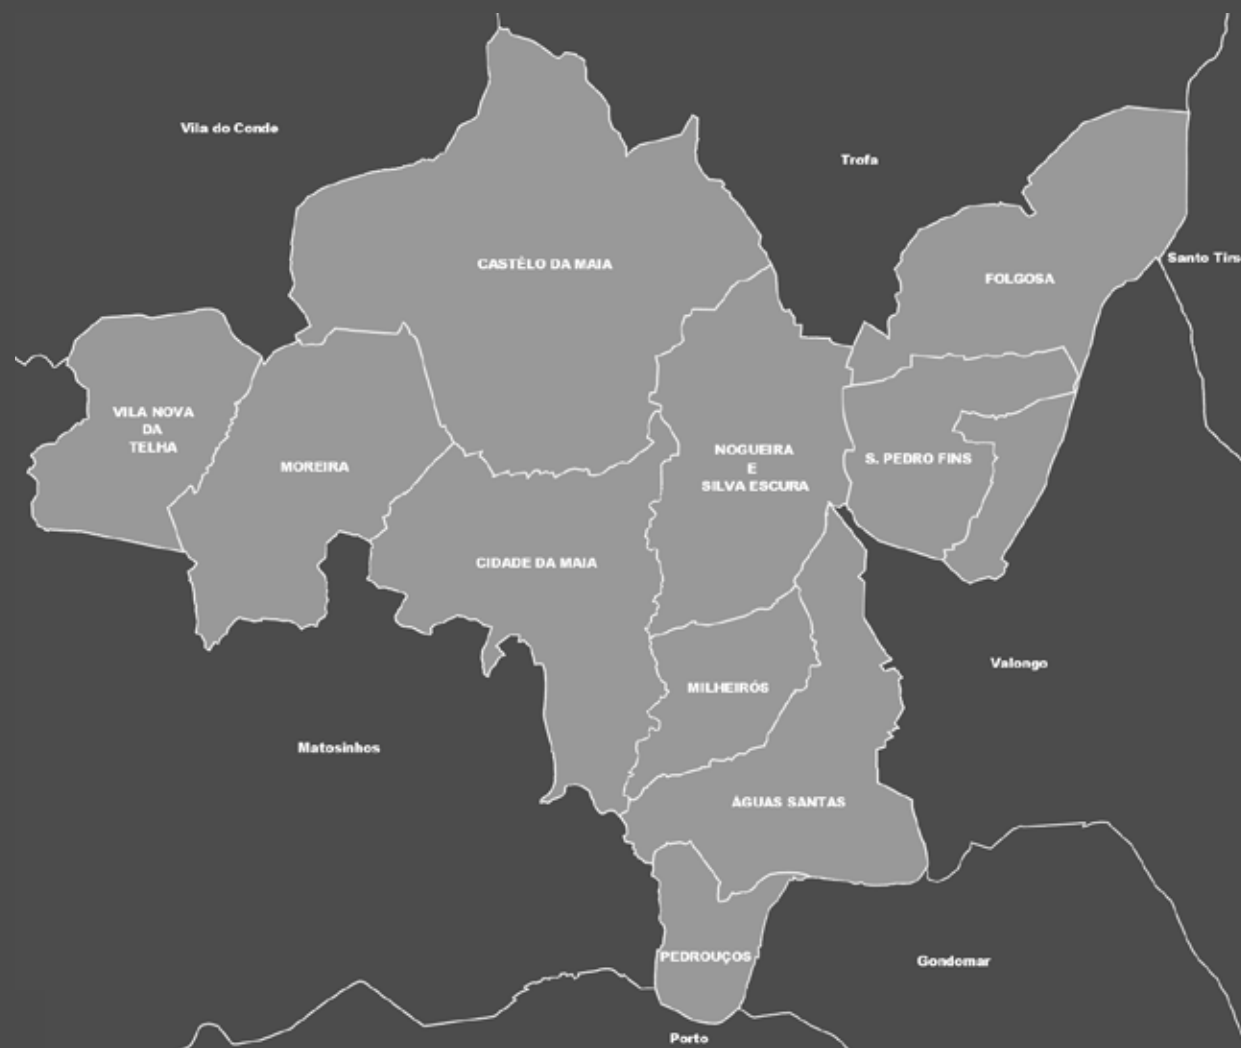 Vila do Conde
Trofa
CASTÊLO DA MAIA
Santo Tirs
FOLGOSA
VILA NOVA
DA
TELHA
MOREIRA
NOGUEIRA
E
SILVA ESCURA
S. PEDRO FINS
CIDADE DA MAIA
Valongo
MILHEIRÓS
Matosinhos
ÁGUAS SANTAS
PEDROUÇOS
Gondomar
Porto